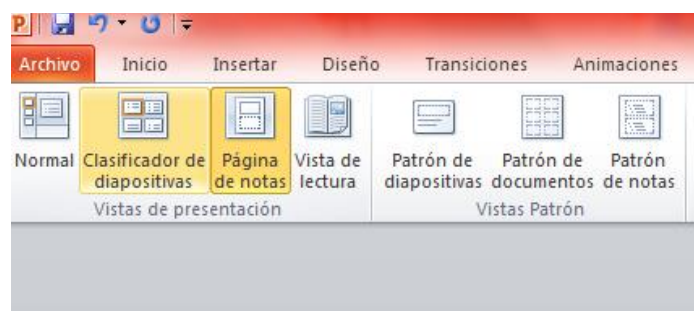 P
Archivo Inicio Insertar Diseño Transiciones Animaciones
Normal Clasificador de diapositivas Página de notas Vista de lectura Patrón de diapositivas Patrón de documentos Patrón de notas
Vistas de presentación Vistas Patrón